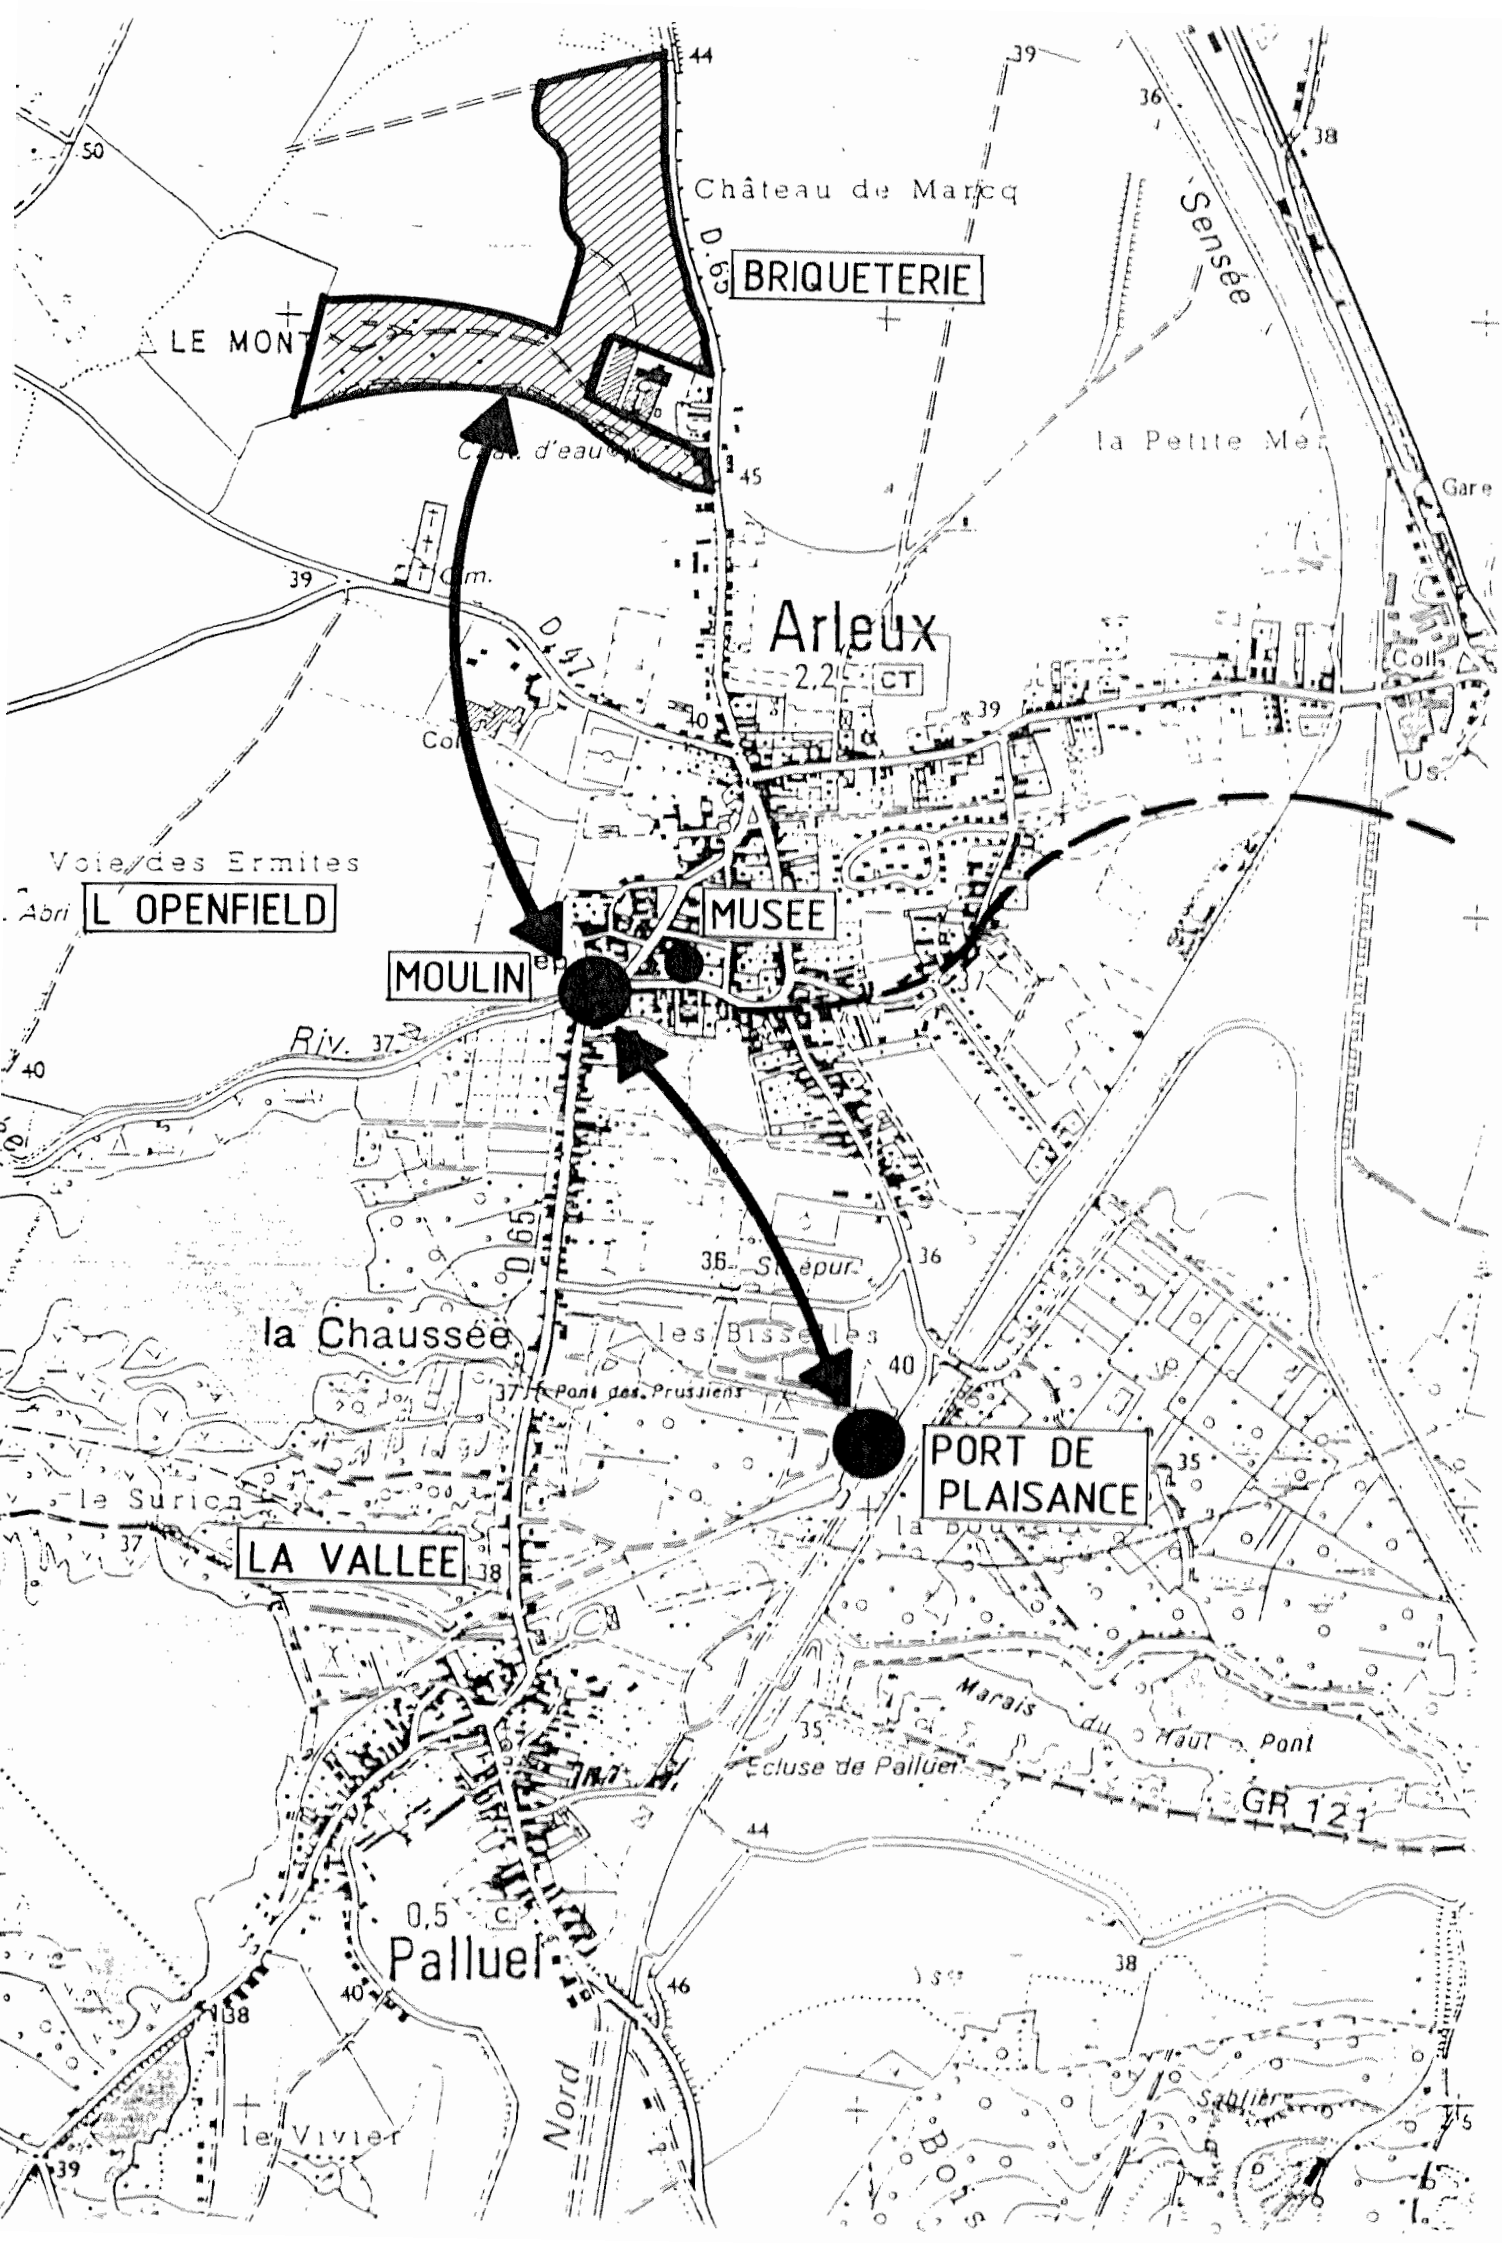 44
39
36
38
50
Château de Marcq
Sensée
D.65
BRIQUETERIE
LE MONT
la Petite Mer
d'eau
45
Gare
39
D.47
Arleux
2,2
CT
Coll.
40
39
Us.
Voie des Ermites
Abri
L'OPENFIELD
MUSEE
MOULIN
37
Riv.
37
40
D 65
36
St épur.
36
la Chaussée
les Bisselles
40
37
Pont des Prussiens
PORT DE
PLAISANCE
35
le Surion
37
LA VALLEE
38
Marais du Haut Pont
35
Ecluse de Palluel
GR 121
44
0,5
C
Palluel
38
40
46
38
Nord
Sablière
le Vivier
39
Bois